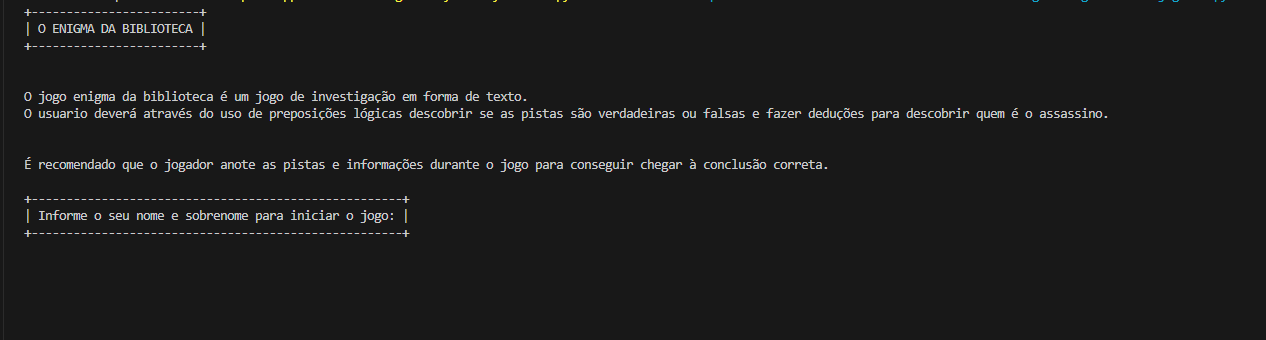 O ENIGMA DA BIBLIOTECA
O jogo enigma da biblioteca é um jogo de investigação em forma de texto.
O usuario deverá através do uso de preposições lógicas descobrir se as pistas são verdadeiras ou falsas e fazer deduções para descobrir quem é o assassino.
É recomendado que o jogador anote as pistas e informações durante o jogo para conseguir chegar à conclusão correta.
Informe o seu nome e sobrenome para iniciar o jogo: